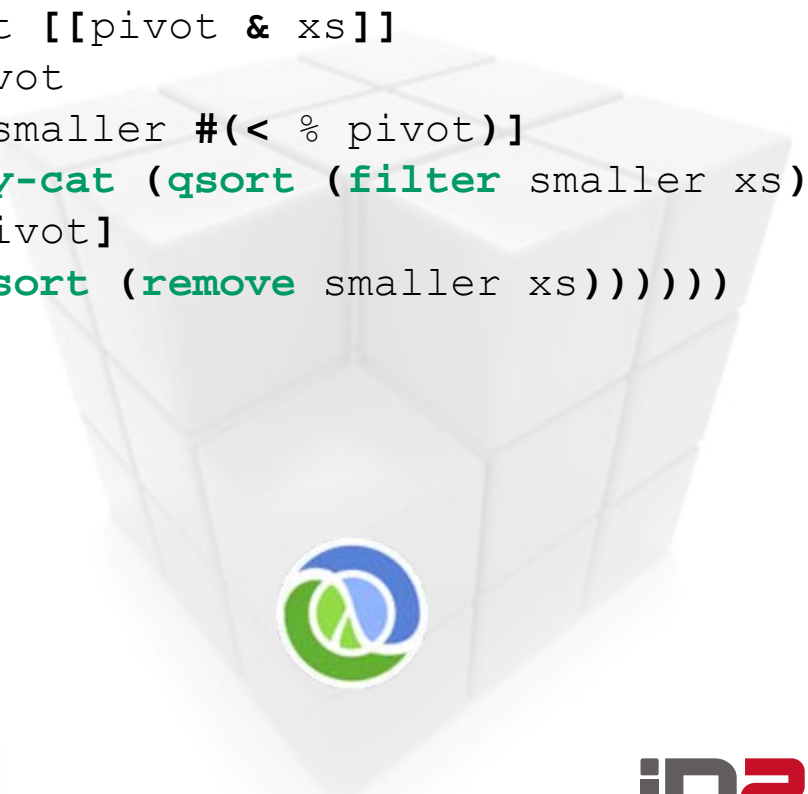 t [[pivot & xs]]
vot
smaller #(< % pivot)]
y-cat (qsort (filter smaller xs)
ivot]
sort (remove smaller xs))))))